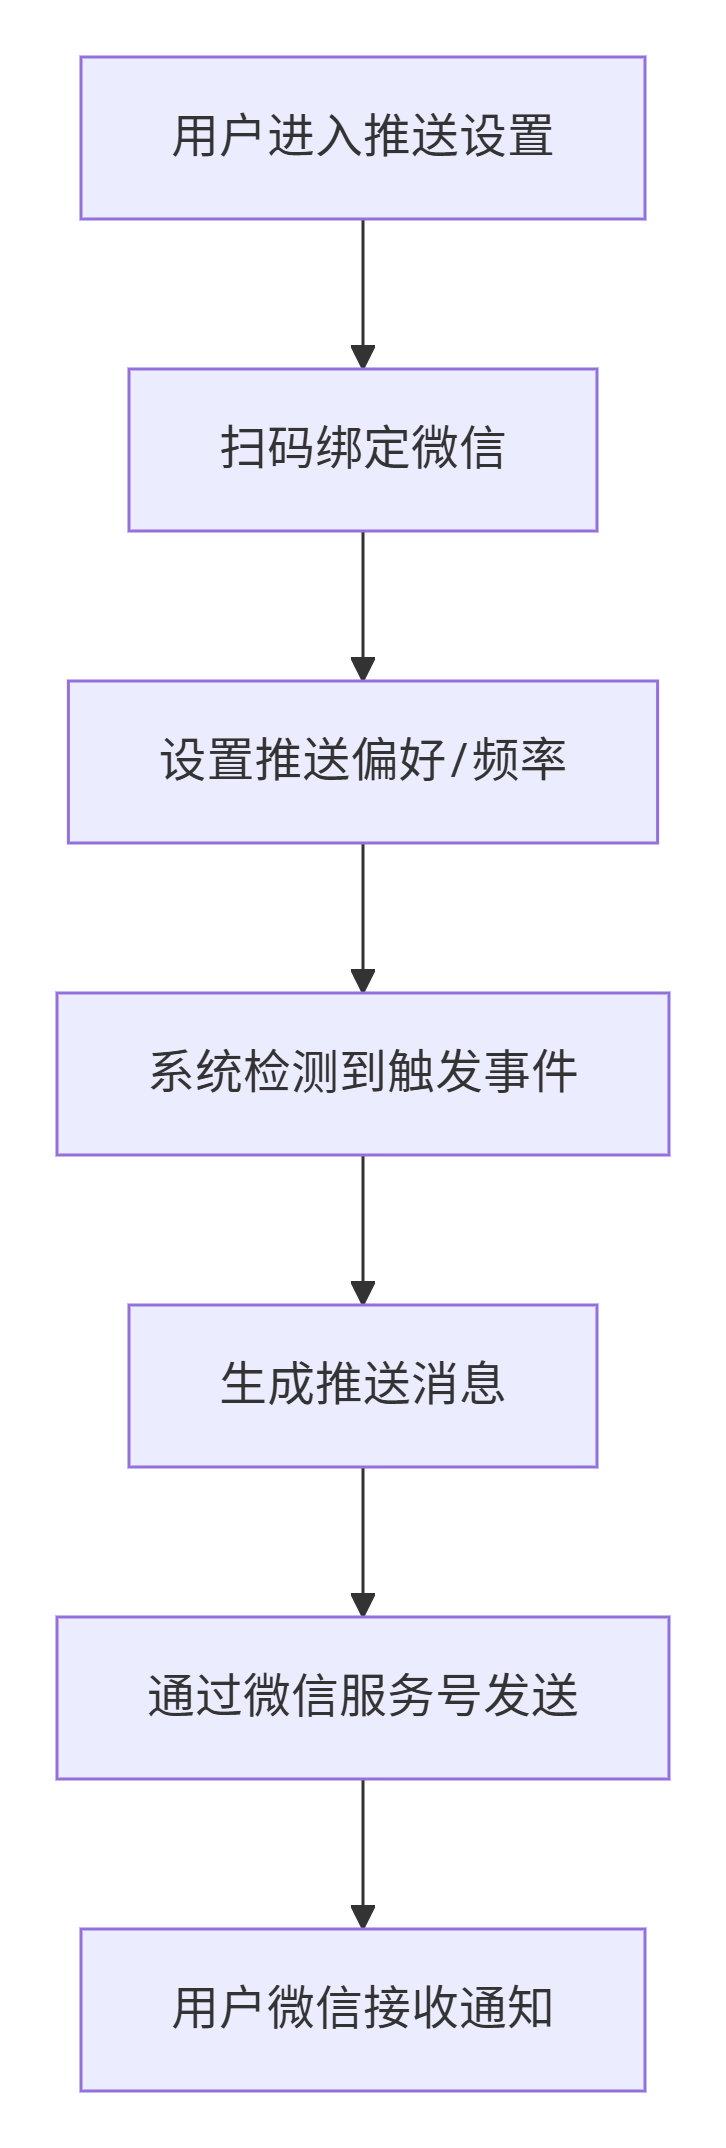 用户进入推送设置
扫码绑定微信
设置推送偏好/频率
系统检测到触发事件
生成推送消息
通过微信服务号发送
用户微信接收通知